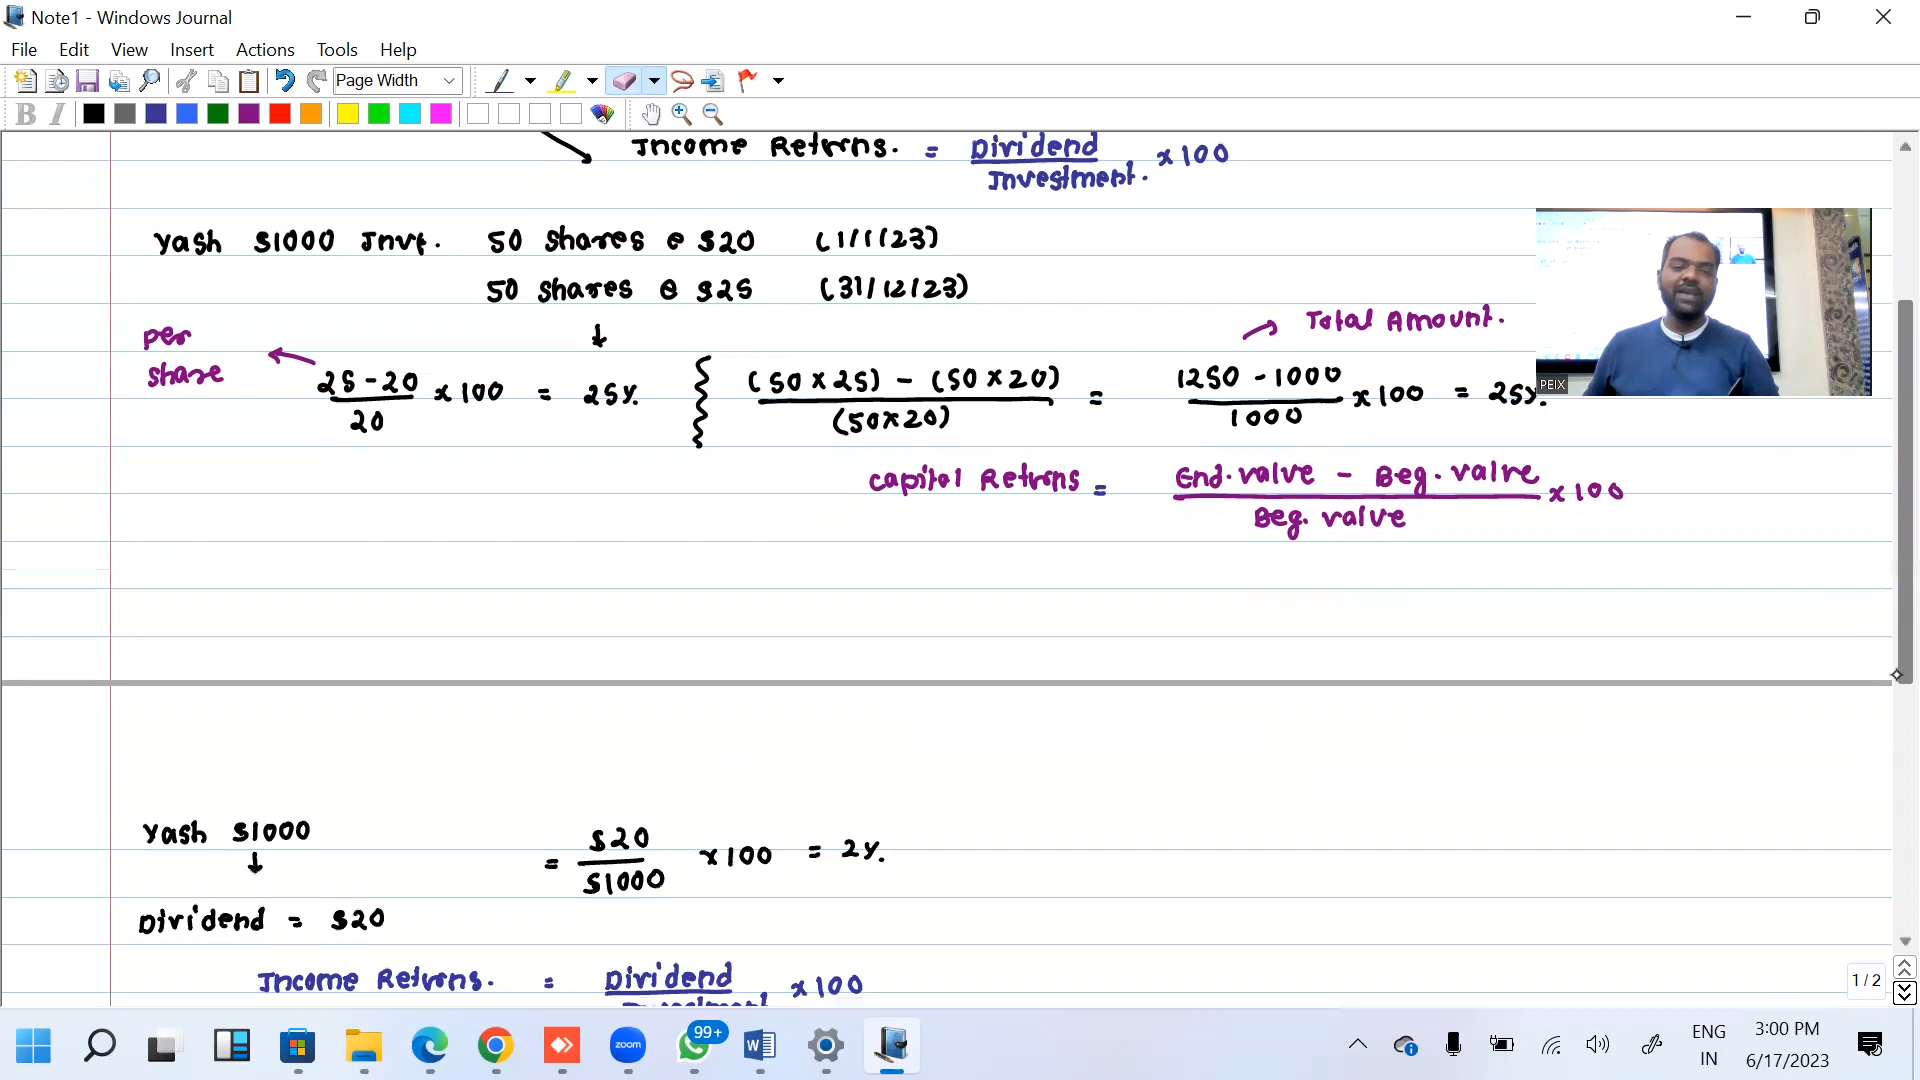 Note1 - Windows Journal
File Edit View Insert Actions Tools Help
Page Width
B I
Income Returns. = Dividend / Investment. x 100
Yash $1000 Invt. 50 Shares @ $20 (1/1/23)
50 Shares @ $25 (31/12/23)
↓
per share ← 25 - 20 / 20 x 100 = 25%
(50 x 25) - (50 x 20) / (50 x 20) = 1250 - 1000 / 1000 x 100 = 25%.
→ Total Amount.
PEIX
Capital Returns = End. value - Beg. value / Beg. value x 100
Yash $1000
↓
= $20 / $1000 x 100 = 2%.
Dividend = $20
Income Returns. = Dividend / Investment x 100
1 / 2
99+
zoom
ENG
IN
3:00 PM
6/17/2023